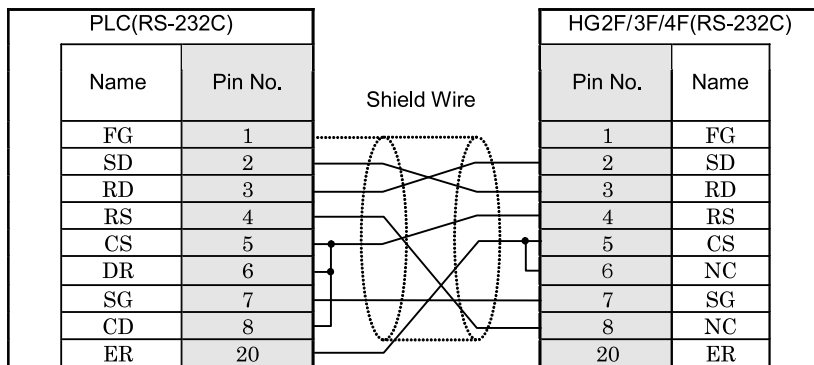 PLC(RS-232C) HG2F/3F/4F(RS-232C)
Name Pin No. Shield Wire Pin No. Name
FG 1 1 FG
SD 2 2 SD
RD 3 3 RD
RS 4 4 RS
CS 5 5 CS
DR 6 6 NC
SG 7 7 SG
CD 8 8 NC
ER 20 20 ER